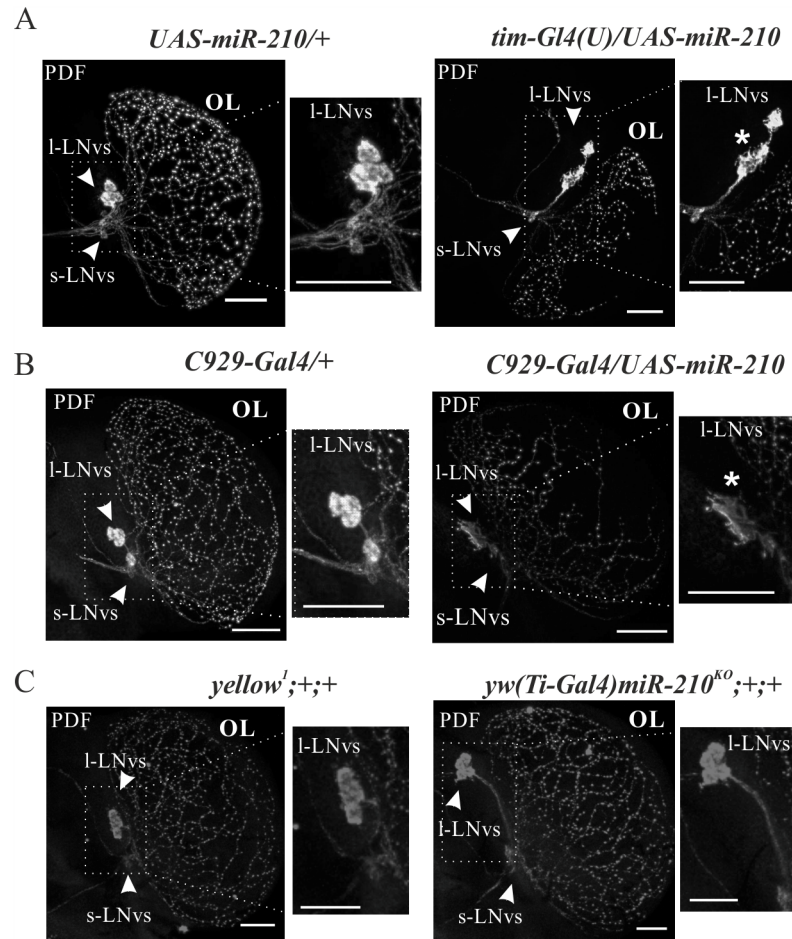 A
UAS-miR-210/+
tim-Gl4(U)/UAS-miR-210
PDF
OL
l-LNvs
s-LNvs
l-LNvs
PDF
l-LNvs
OL
s-LNvs
l-LNvs
*
B
C929-Gal4/+
C929-Gal4/UAS-miR-210
PDF
OL
l-LNvs
s-LNvs
l-LNvs
PDF
OL
l-LNvs
s-LNvs
l-LNvs
*
C
yellow¹;+;+
yw(Ti-Gal4)miR-210ᴷᴼ;+;+
PDF
OL
l-LNvs
s-LNvs
l-LNvs
PDF
OL
l-LNvs
s-LNvs
l-LNvs